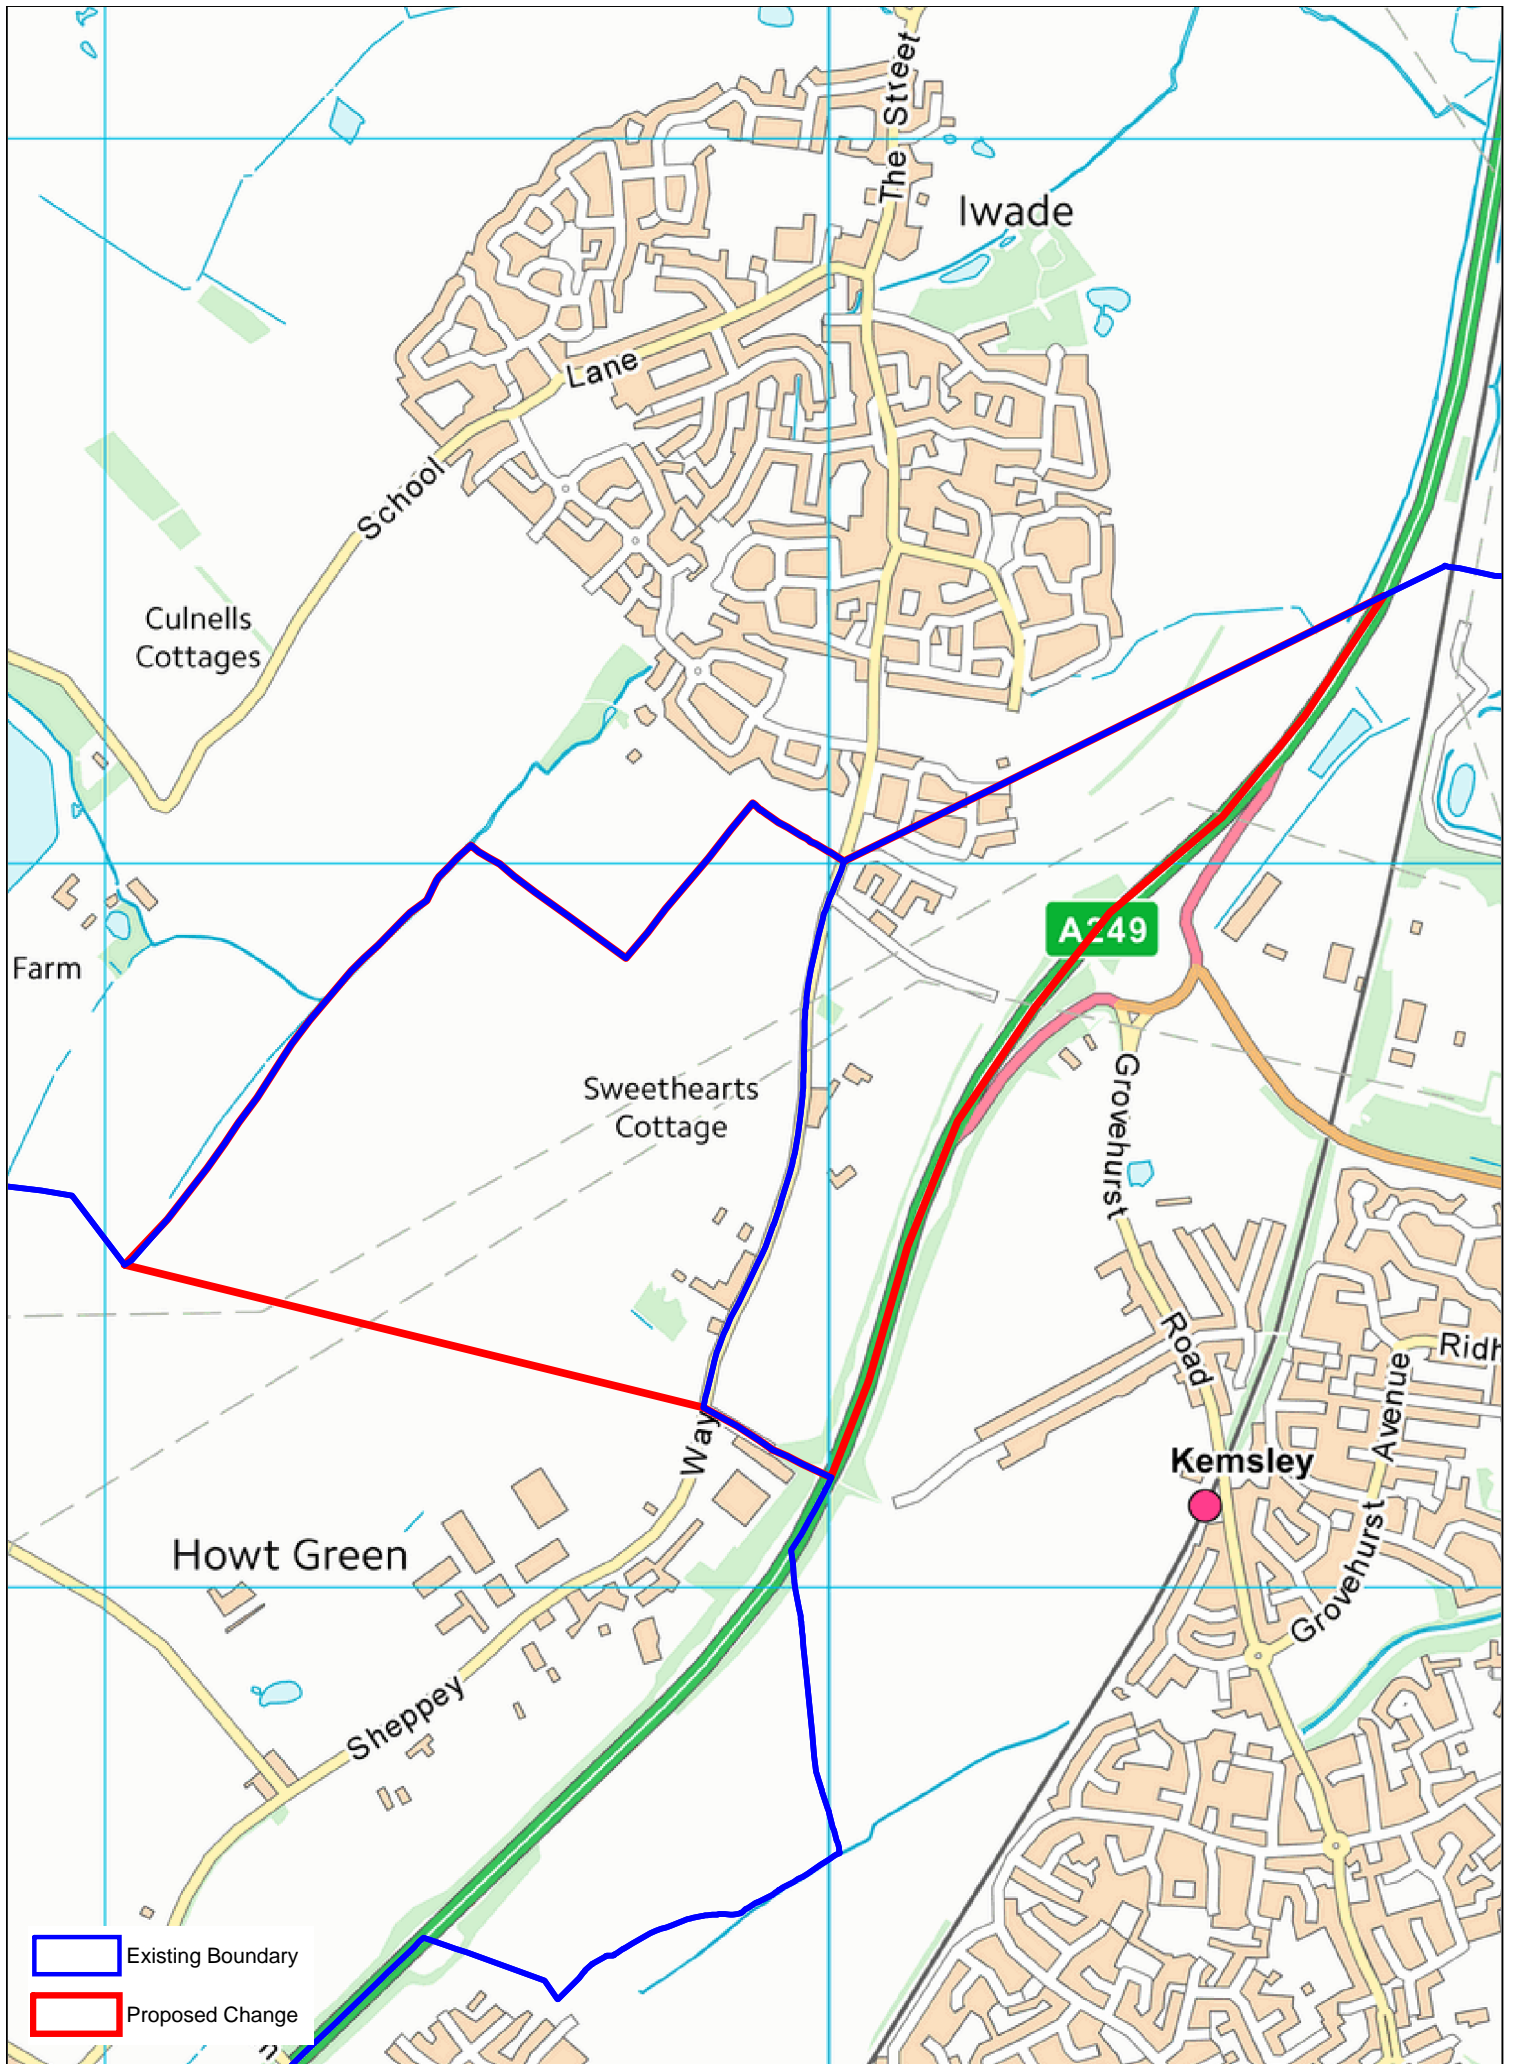 The Street
Iwade
Lane
School
Culnells
Cottages
A249
Farm
Sweethearts
Cottage
Grovehurst
Road
Ridh
Avenue
Way
Kemsley
Howt Green
Grovehurst
Sheppey
Existing Boundary
Proposed Change